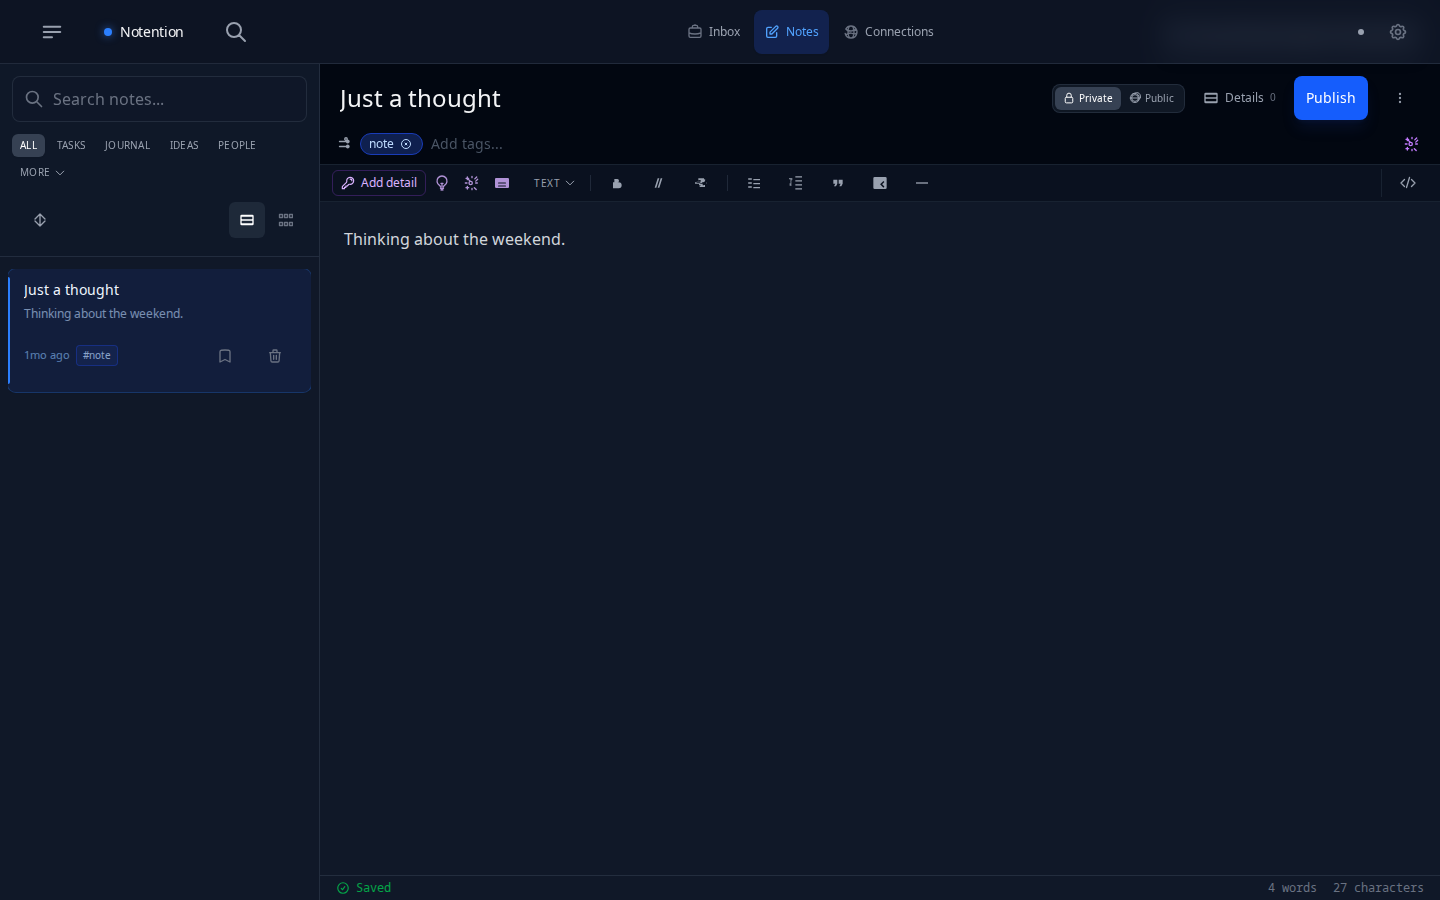 Notention
Inbox
Notes
Connections
Search notes...
ALL
TASKS
JOURNAL
IDEAS
PEOPLE
MORE
Just a thought
Thinking about the weekend.
1mo ago
#note
Just a thought
Private
Public
Details 0
Publish
note
Add tags...
Add detail
TEXT
Thinking about the weekend.
Saved
4 words
27 characters